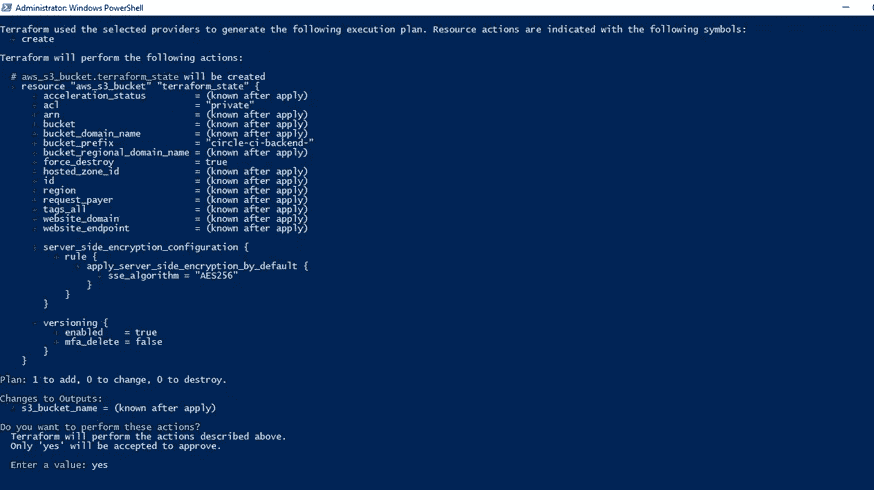 Administrator: Windows PowerShell
Terraform used the selected providers to generate the following execution plan. Resource actions are indicated with the following symbols:
+ create
Terraform will perform the following actions:
# aws_s3_bucket.terraform_state will be created
+ resource "aws_s3_bucket" "terraform_state" {
+ acceleration_status = (known after apply)
+ acl = "private"
+ arn = (known after apply)
+ bucket = (known after apply)
+ bucket_domain_name = (known after apply)
+ bucket_prefix = "circle-ci-backend-"
+ bucket_regional_domain_name = (known after apply)
+ force_destroy = true
+ hosted_zone_id = (known after apply)
+ id = (known after apply)
+ region = (known after apply)
+ request_payer = (known after apply)
+ tags_all = (known after apply)
+ website_domain = (known after apply)
+ website_endpoint = (known after apply)
+ server_side_encryption_configuration {
+ rule {
+ apply_server_side_encryption_by_default {
+ sse_algorithm = "AES256"
}
}
}
+ versioning {
+ enabled = true
+ mfa_delete = false
}
}
Plan: 1 to add, 0 to change, 0 to destroy.
Changes to Outputs:
+ s3_bucket_name = (known after apply)
Do you want to perform these actions?
Terraform will perform the actions described above.
Only 'yes' will be accepted to approve.
Enter a value: yes